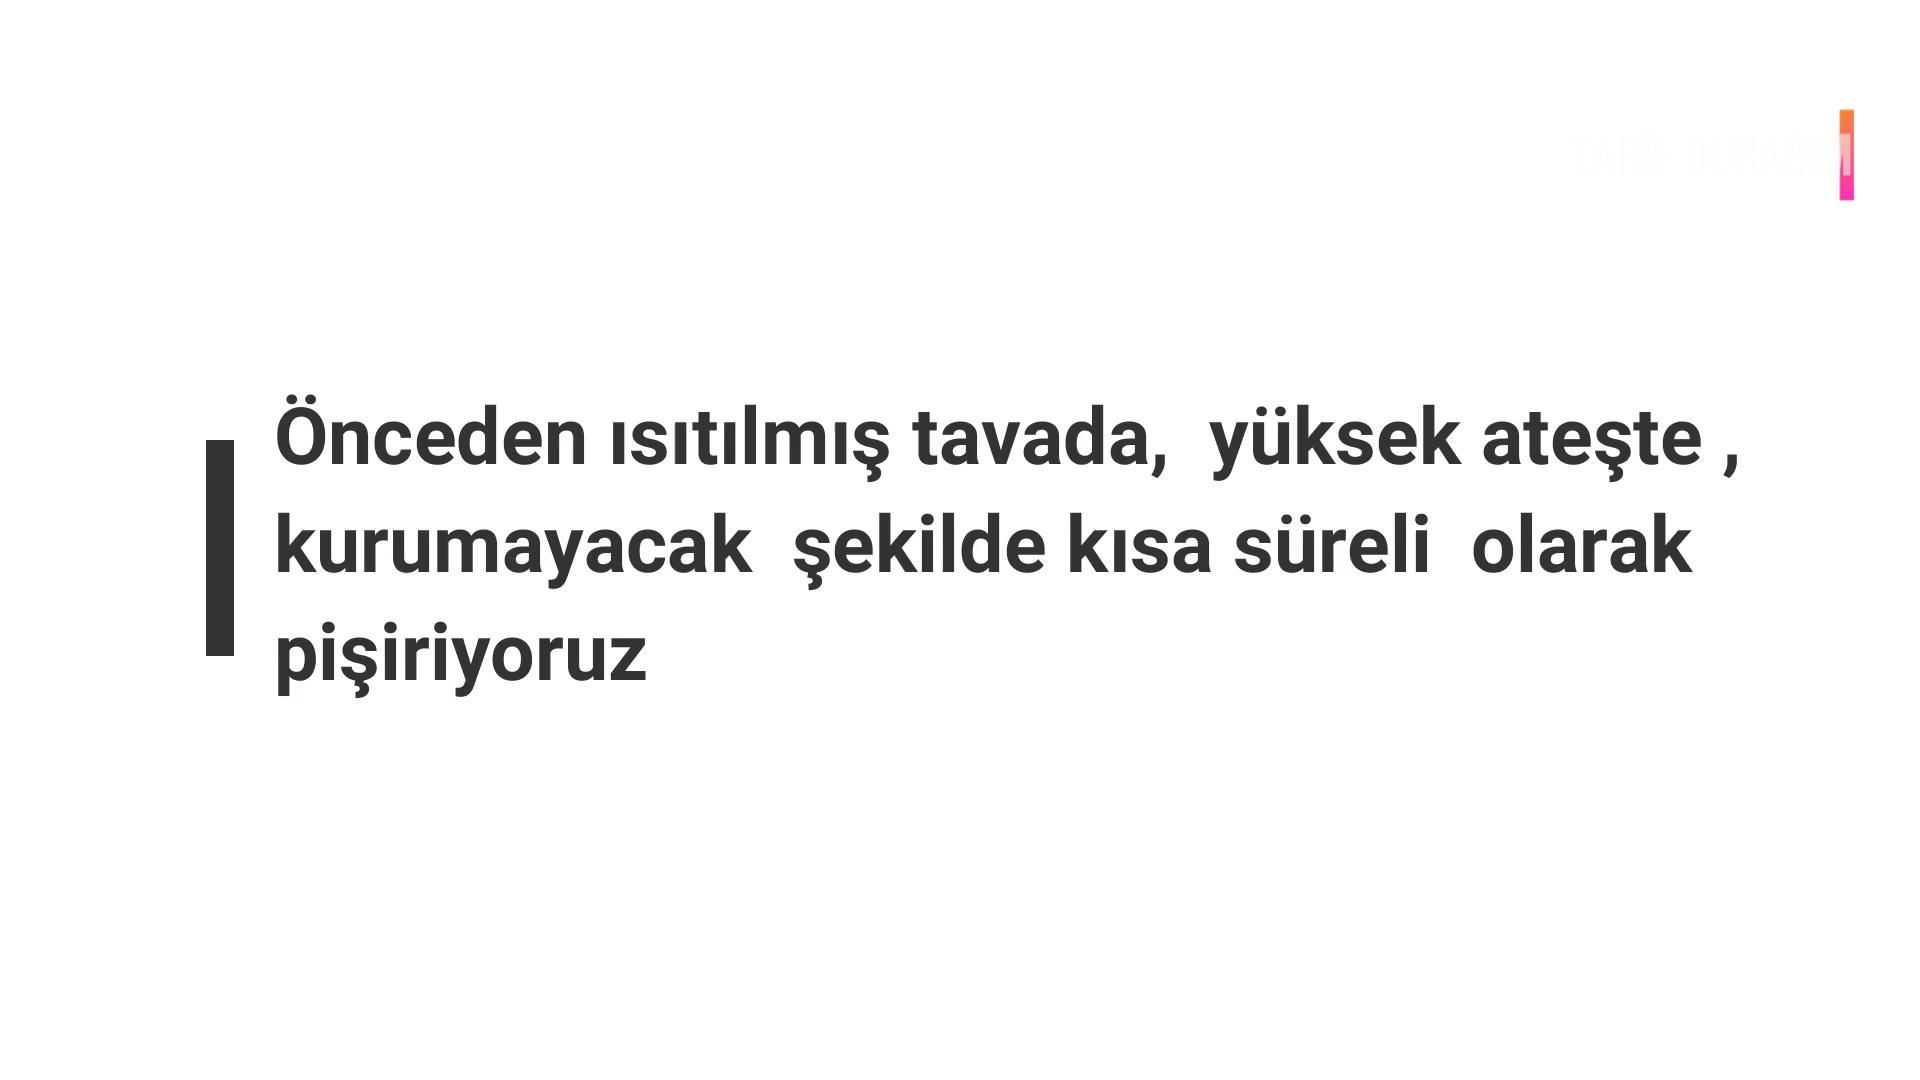 Önceden ısıtılmış tavada,  yüksek ateşte ,
kurumayacak  şekilde kısa süreli  olarak
pişiriyoruz